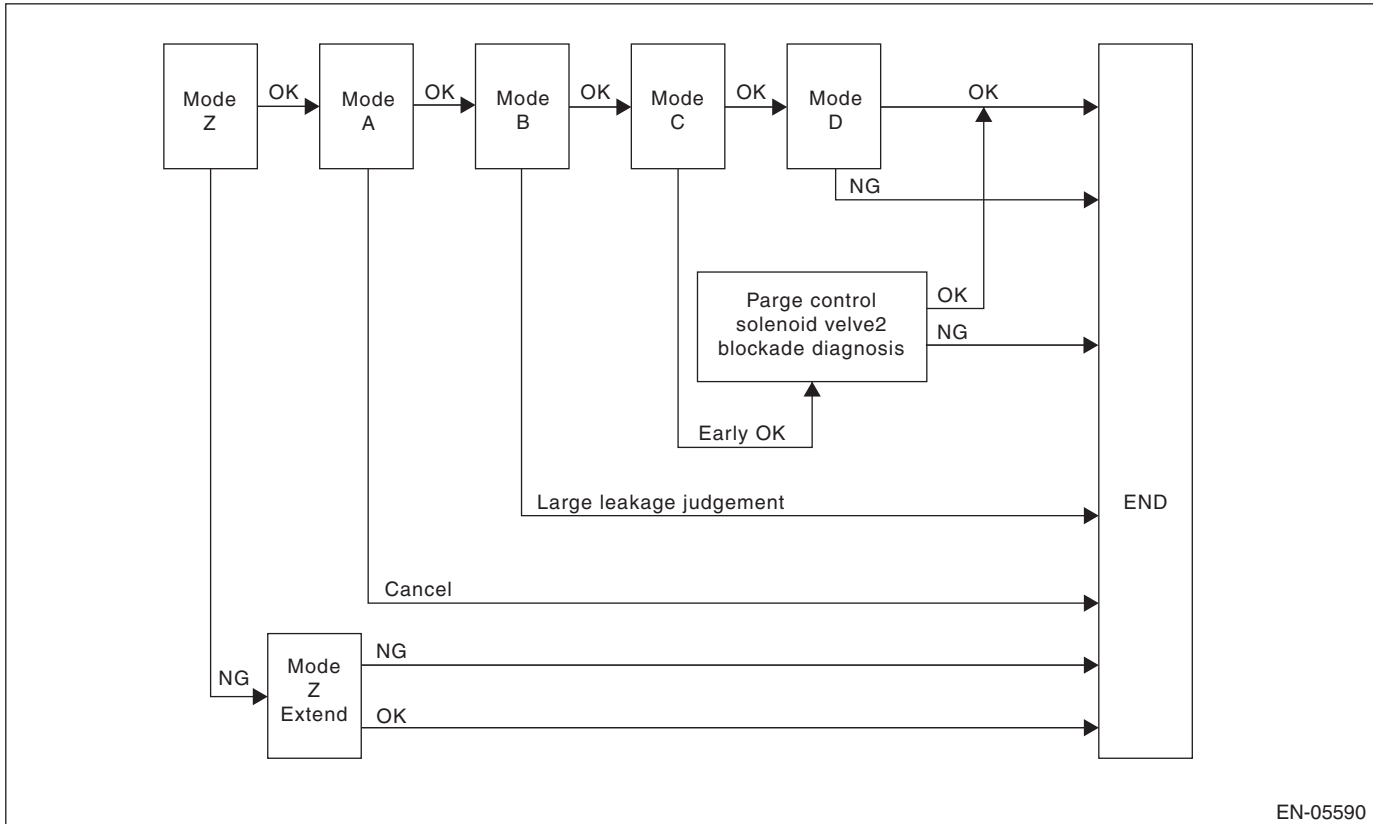 Mode
Z
OK
Mode
A
OK
Mode
B
OK
Mode
C
OK
Mode
D
OK
NG
Parge control
solenoid velve2
blockade diagnosis
OK
NG
Early OK
Large leakage judgement
END
Cancel
NG
Mode
Z
Extend
NG
OK
EN-05590